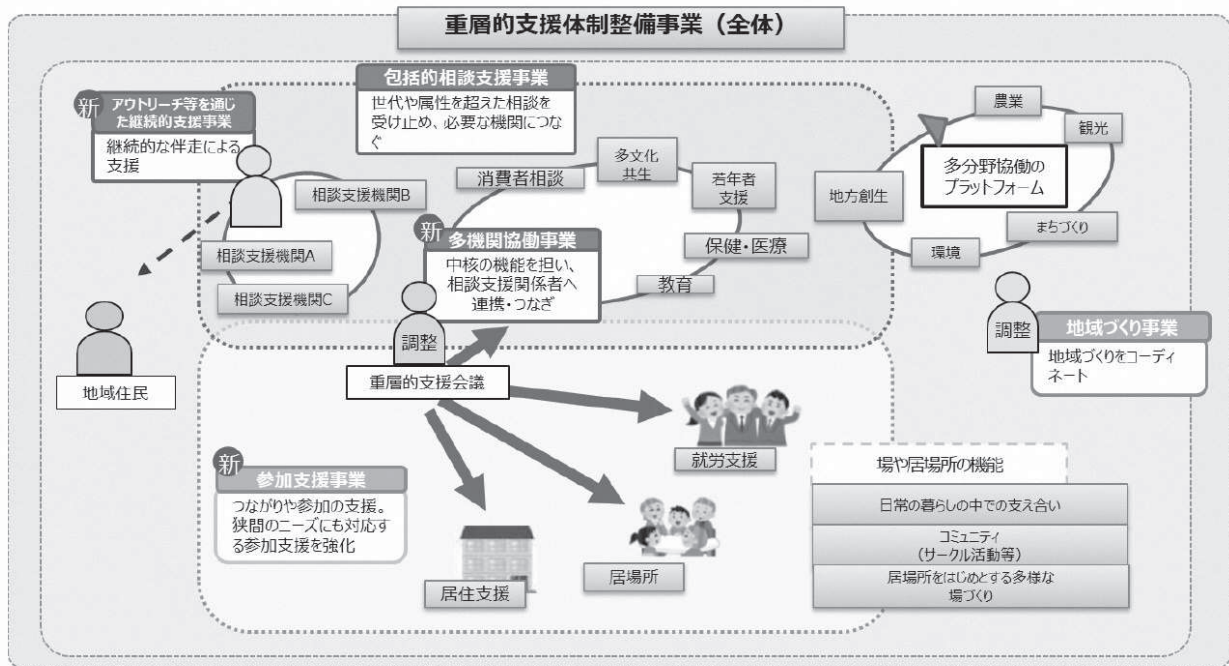 重層的支援体制整備事業（全体）
新
アウトリーチ等を通じ
た継続的支援事業
継続的な伴走による
支援
包括的相談支援事業
世代や属性を超えた相談を
受け止め、必要な機関につな
ぐ
相談支援機関B
相談支援機関A
相談支援機関C
地域住民
消費者相談
多文化
共生
若年者
支援
保健・医療
教育
新
多機関協働事業
中核の機能を担い、
相談支援関係者へ
連携・つなぎ
調整
重層的支援会議
農業
観光
多分野協働の
プラットフォーム
地方創生
まちづくり
環境
調整
地域づくり事業
地域づくりをコーディ
ネート
新
参加支援事業
つながりや参加の支援。
狭間のニーズにも対応す
る参加支援を強化
就労支援
居場所
居住支援
場や居場所の機能
日常の暮らしの中での支え合い
コミュニティ
（サークル活動等）
居場所をはじめとする多様な
場づくり